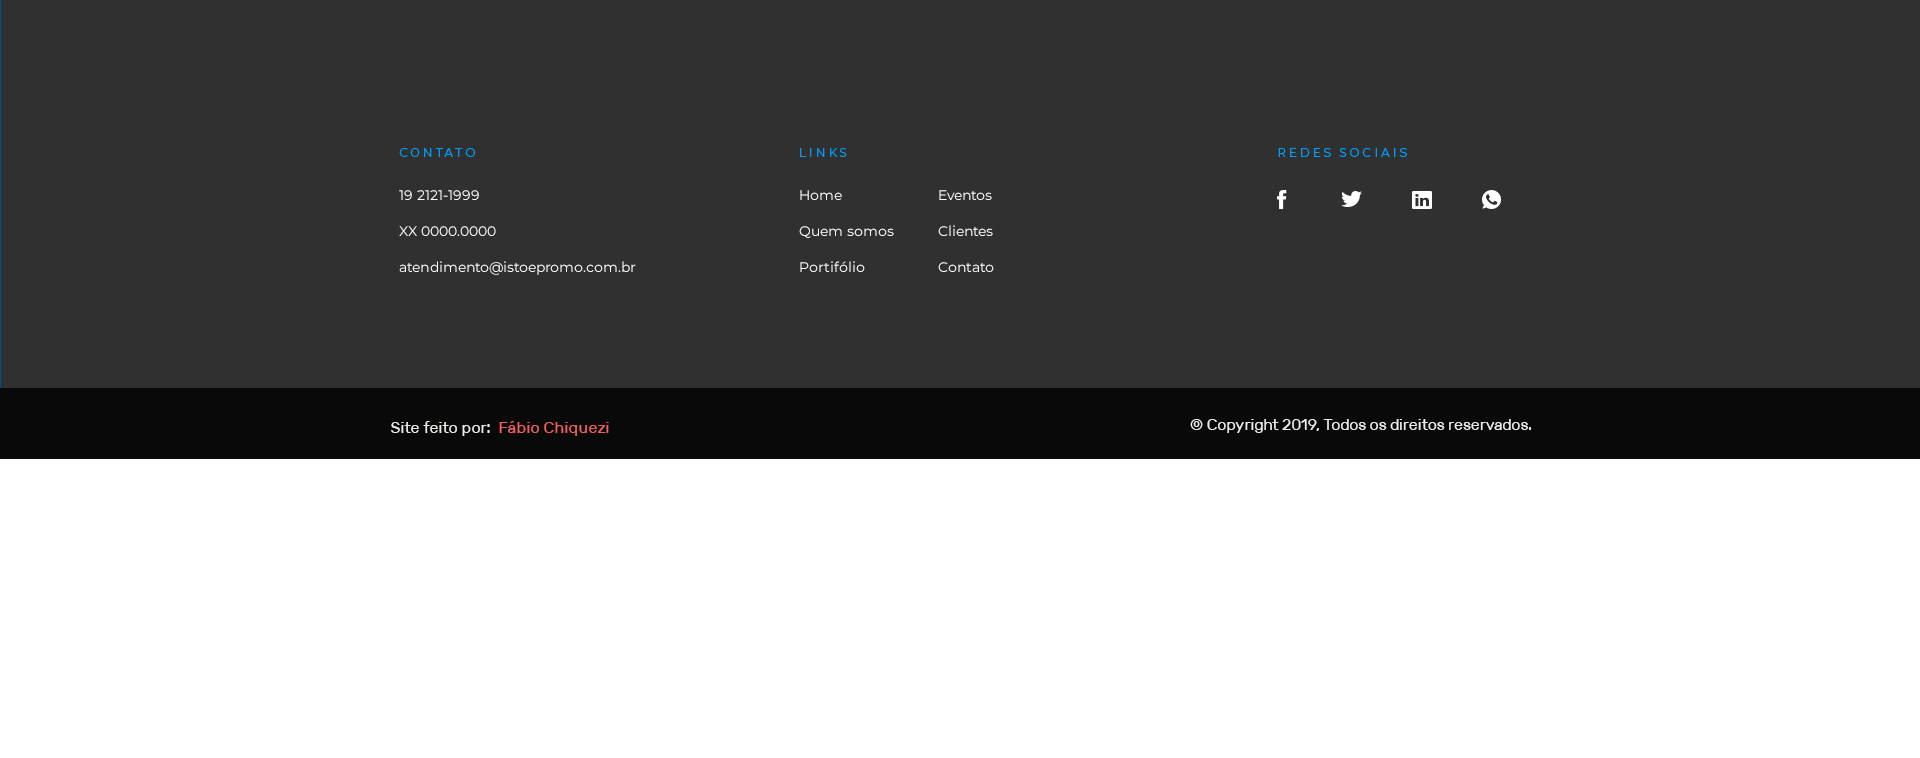 CONTATO
19 2121-1999
XX 0000.0000
atendimento@istoepromo.com.br
LINKS
Home
Quem somos
Portifólio
Eventos
Clientes
Contato
REDES SOCIAIS
Site feito por: Fábio Chiquezi
© Copyright 2019, Todos os direitos reservados.